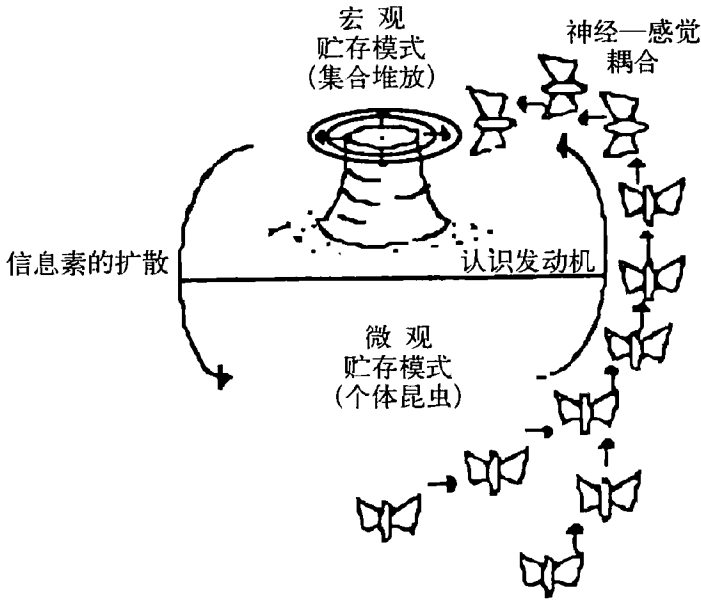 宏 观
贮存模式
(集合堆放)
神经—感觉
耦合
信息素的扩散
认识发动机
微 观
贮存模式
(个体昆虫)